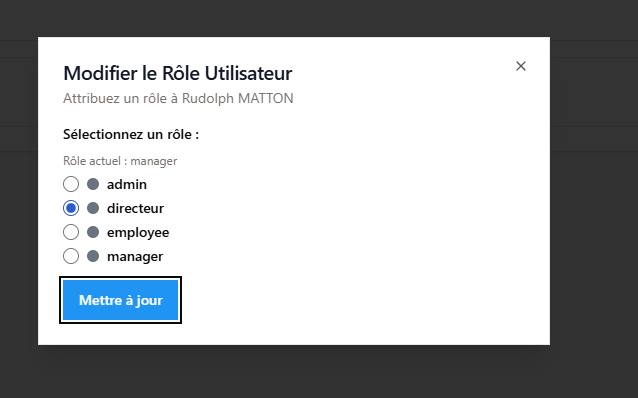 Modifier le Rôle Utilisateur
Attribuez un rôle à Rudolph MATTON
Sélectionnez un rôle :
Rôle actuel : manager
admin
directeur
employee
manager
Mettre à jour